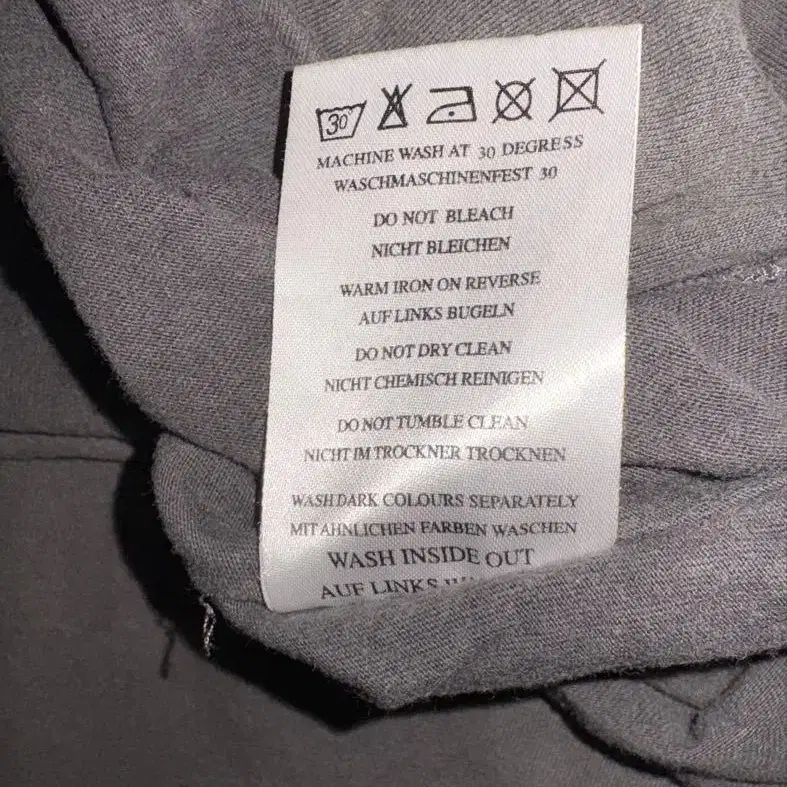 30
MACHINE WASH AT 30 DEGRESS
WASCHMASCHINENFEST 30
DO NOT BLEACH
NICHT BLEICHEN
WARM IRON ON REVERSE
AUF LINKS BUGELN
DO NOT DRY CLEAN
NICHT CHEMISCH REINIGEN
DO NOT TUMBLE CLEAN
NICHT IM TROCKNER TROCKNEN
WASH DARK COLOURS SEPARATELY
MIT AHNLICHEN FARBEN WASCHEN
WASH INSIDE OUT
AUF LINKS